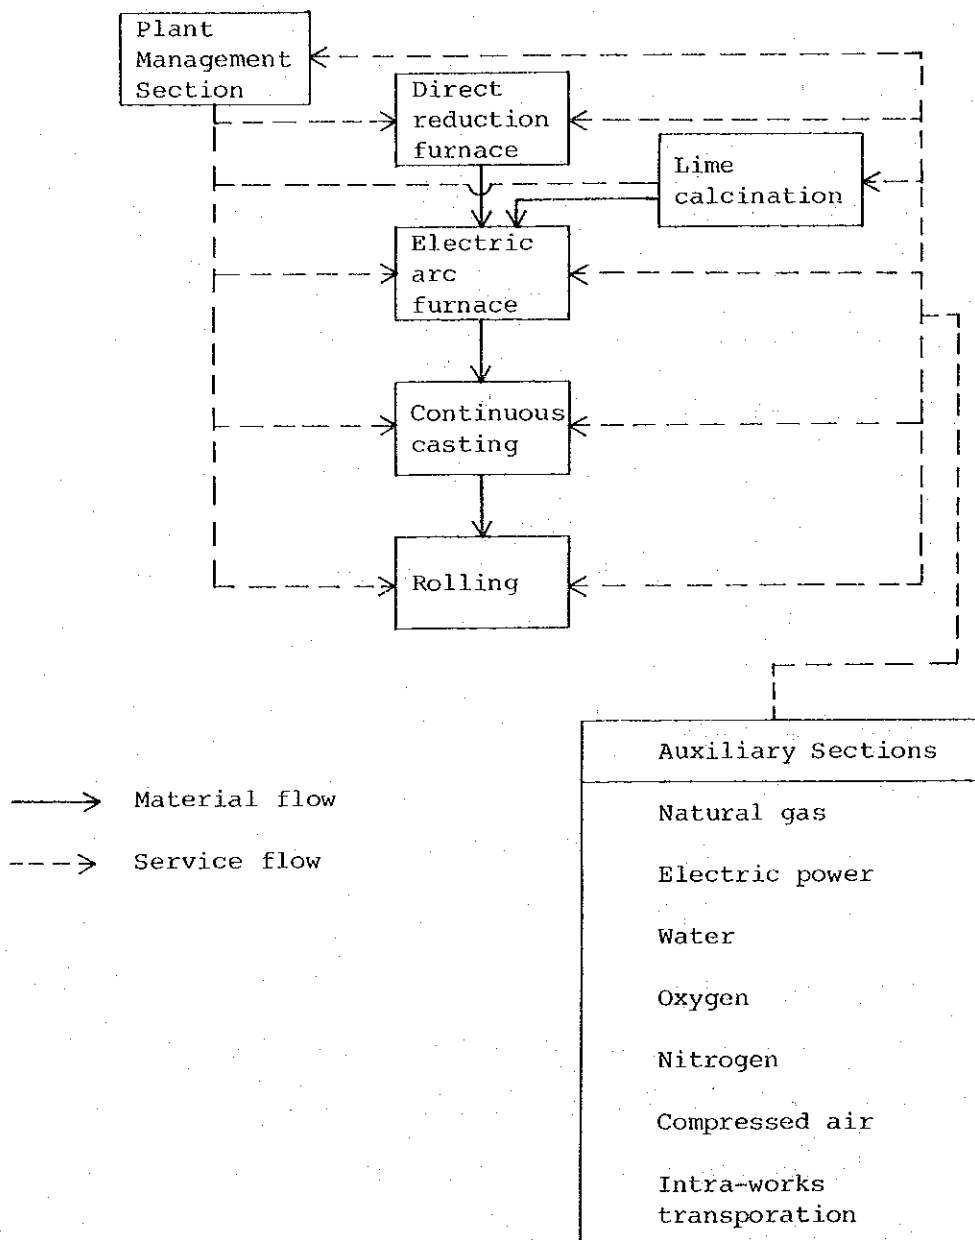 Plant
Management
Section
Direct
reduction
furnace
Lime
calcination
Electric
arc
furnace
Continuous
casting
Rolling
Auxiliary Sections
Material flow
Natural gas
Service flow
Electric power
Water
Oxygen
Nitrogen
Compressed air
Intra-works
transporation